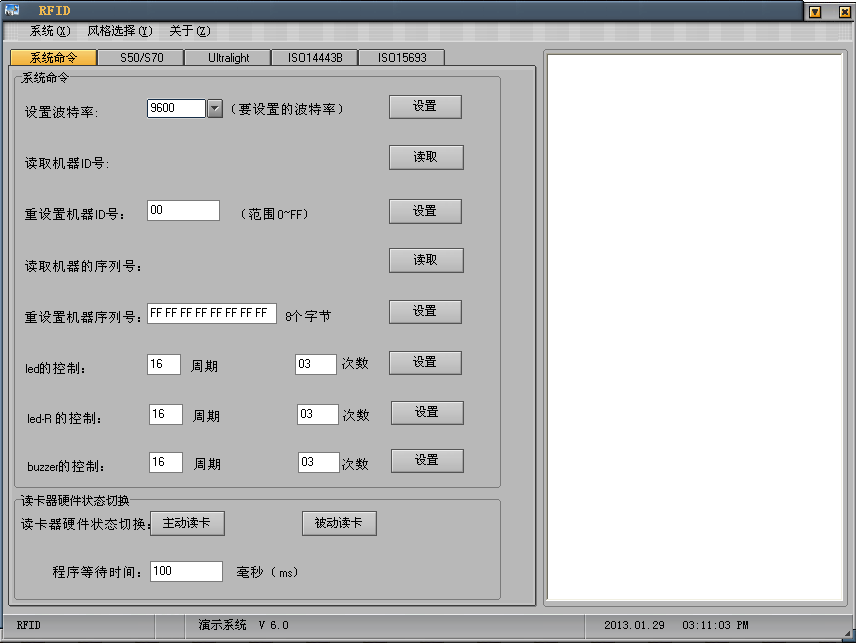 RFID
系统(X) 风格选择(Y) 关于(Z)
系统命令 S50/S70 Ultralight ISO14443B ISO15693
系统命令
设置波特率: 9600 (要设置的波特率) 设置
读取机器ID号: 读取
重设置机器ID号: 00 (范围0~FF) 设置
读取机器的序列号: 读取
重设置机器序列号: FF FF FF FF FF FF FF FF 8个字节 设置
led的控制: 16 周期 03 次数 设置
led-R 的控制: 16 周期 03 次数 设置
buzzer的控制: 16 周期 03 次数 设置
读卡器硬件状态切换
读卡器硬件状态切换: 主动读卡 被动读卡
程序等待时间: 100 毫秒(ms)
RFID 演示系统 V 6.0 2013.01.29 03:11:03 PM